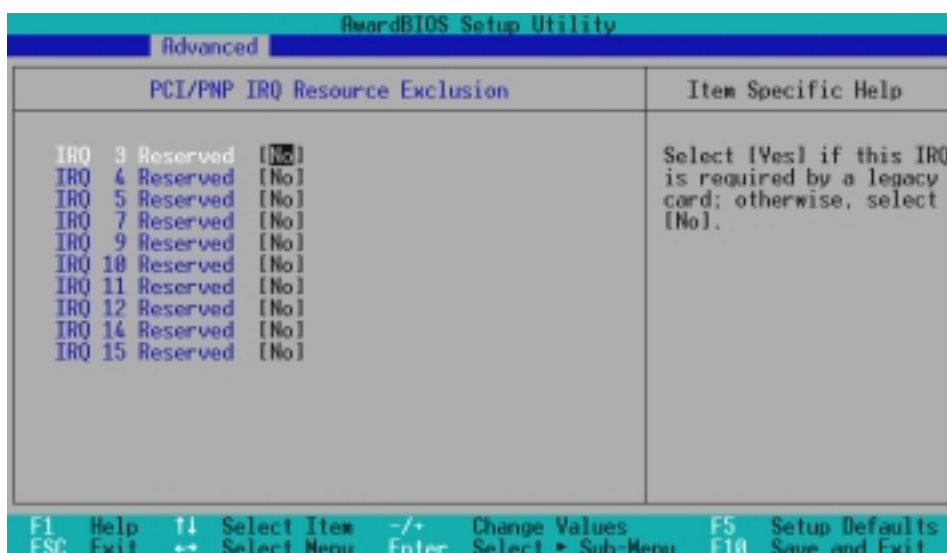 AwardBIOS Setup Utility
Advanced
PCI/PNP IRQ Resource Exclusion
Item Specific Help
IRQ 3 Reserved [No]
IRQ 4 Reserved [No]
IRQ 5 Reserved [No]
IRQ 7 Reserved [No]
IRQ 9 Reserved [No]
IRQ 10 Reserved [No]
IRQ 11 Reserved [No]
IRQ 12 Reserved [No]
IRQ 14 Reserved [No]
IRQ 15 Reserved [No]
Select [Yes] if this IRQ
is required by a legacy
card; otherwise, select
[No].
F1 Help ↑↓ Select Item -/+ Change Values F5 Setup Defaults
ESC Exit ←→ Select Menu Enter Select ► Sub-Menu F10 Save and Exit